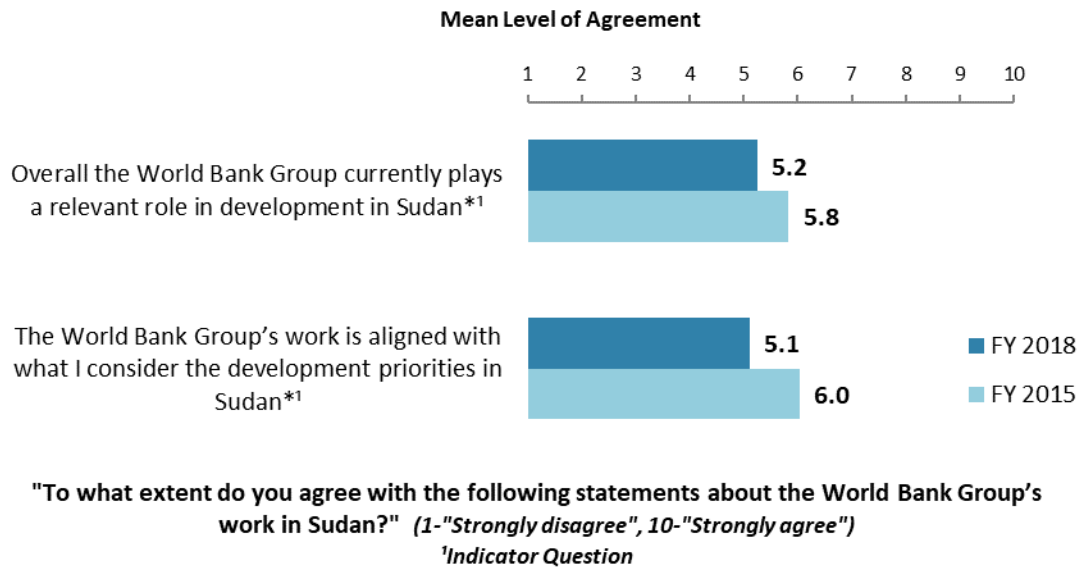 Mean Level of Agreement
1 2 3 4 5 6 7 8 9 10
Overall the World Bank Group currently plays
a relevant role in development in Sudan*¹
5.2
5.8
The World Bank Group’s work is aligned with
what I consider the development priorities in
Sudan*¹
5.1
6.0
FY 2018
FY 2015
"To what extent do you agree with the following statements about the World Bank Group’s
work in Sudan?" (1-"Strongly disagree", 10-"Strongly agree")
¹Indicator Question